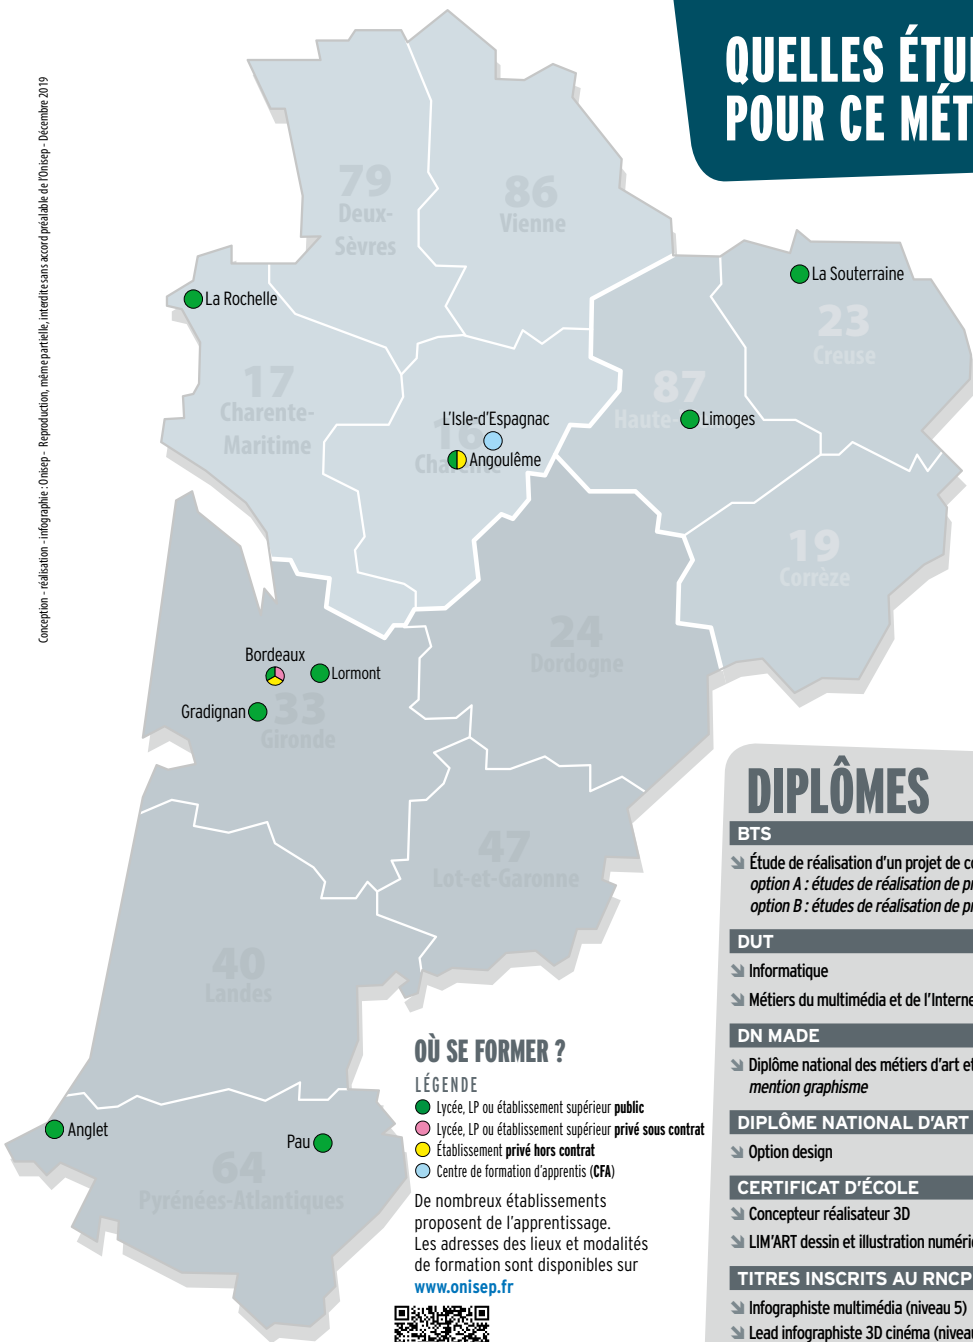 Conception - réalisation - infographie : Onisep - Reproduction, même partielle, interdite sans accord préalable de l'Onisep - Décembre 2019
QUELLES
POUR CE
79
Deux-
Sèvres
86
Vienne
La Souterraine
La Rochelle
23
Creuse
17
Charente-
Maritime
87
Limoges
L'Isle-d'Espagnac
16
Angoulême
19
Corrèze
24
Dordogne
Bordeaux
Lormont
Gradignan
33
Gironde
47
Lot-et-Garonne
40
Landes
Anglet
Pau
64
Pyrénées-Atlantiques
OÙ SE FORMER ?
LÉGENDE
Lycée, LP ou établissement supérieur public
Lycée, LP ou établissement supérieur privé sous contrat
Établissement privé hors contrat
Centre de formation d'apprentis (CFA)
De nombreux établissements
proposent de l'apprentissage.
Les adresses des lieux et modalités
de formation sont disponibles sur
www.onisep.fr
DIPLÔMES
BTS
Étude de réalisation d'un projet de
option A : études de réalisation de
option B : études de réalisation de
DUT
Informatique
Métiers du multimédia et de l'Interne
DN MADE
Diplôme national des métiers d'art et
mention graphisme
DIPLÔME NATIONAL D'ART
Option design
CERTIFICAT D'ÉCOLE
Concepteur réalisateur 3D
LIM'ART dessin et illustration
TITRES INSCRITS AU RNCP
Infographiste multimédia (niveau 5)
Lead infographiste 3D cinéma